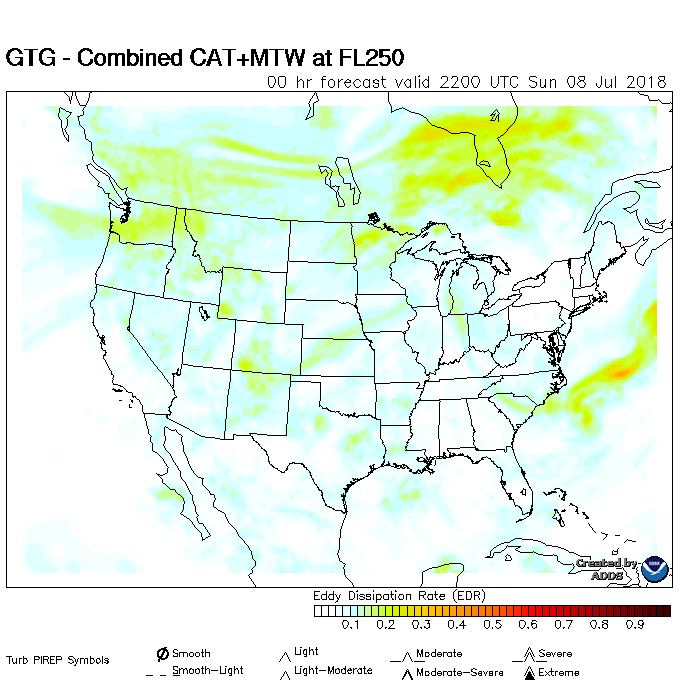 GTG - Combined CAT+MTW at FL250
00 hr forecast valid 2200 UTC Sun 08 Jul 2018
Created by
ADDS
Eddy Dissipation Rate (EDR)
0.1 0.2 0.3 0.4 0.5 0.6 0.7 0.8 0.9
Turb PIREP Symbols
Smooth Light Moderate Severe
Smooth-Light Light-Moderate Moderate-Severe Extreme